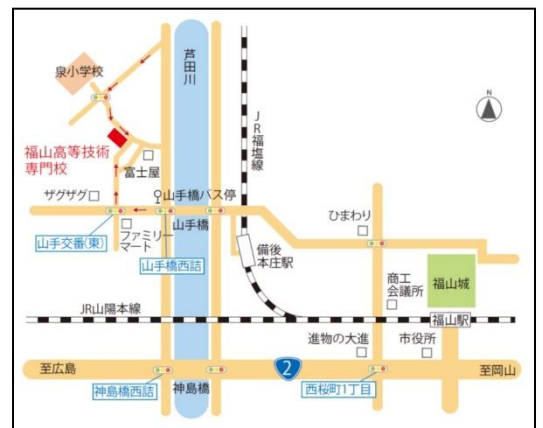 泉小学校
芦田川
JR福塩線
N
福山高等技術
専門校
富士屋
ザグザグ
山手橋バス停
ひまわり
山手橋
ファミリー
マート
山手交番(東)
山手橋西詰
備後
本庄駅
商工
会議所
福山城
JR山陽本線
福山駅
進物の大進
市役所
至広島
2
至岡山
神島橋西詰
神島橋
西桜町1丁目